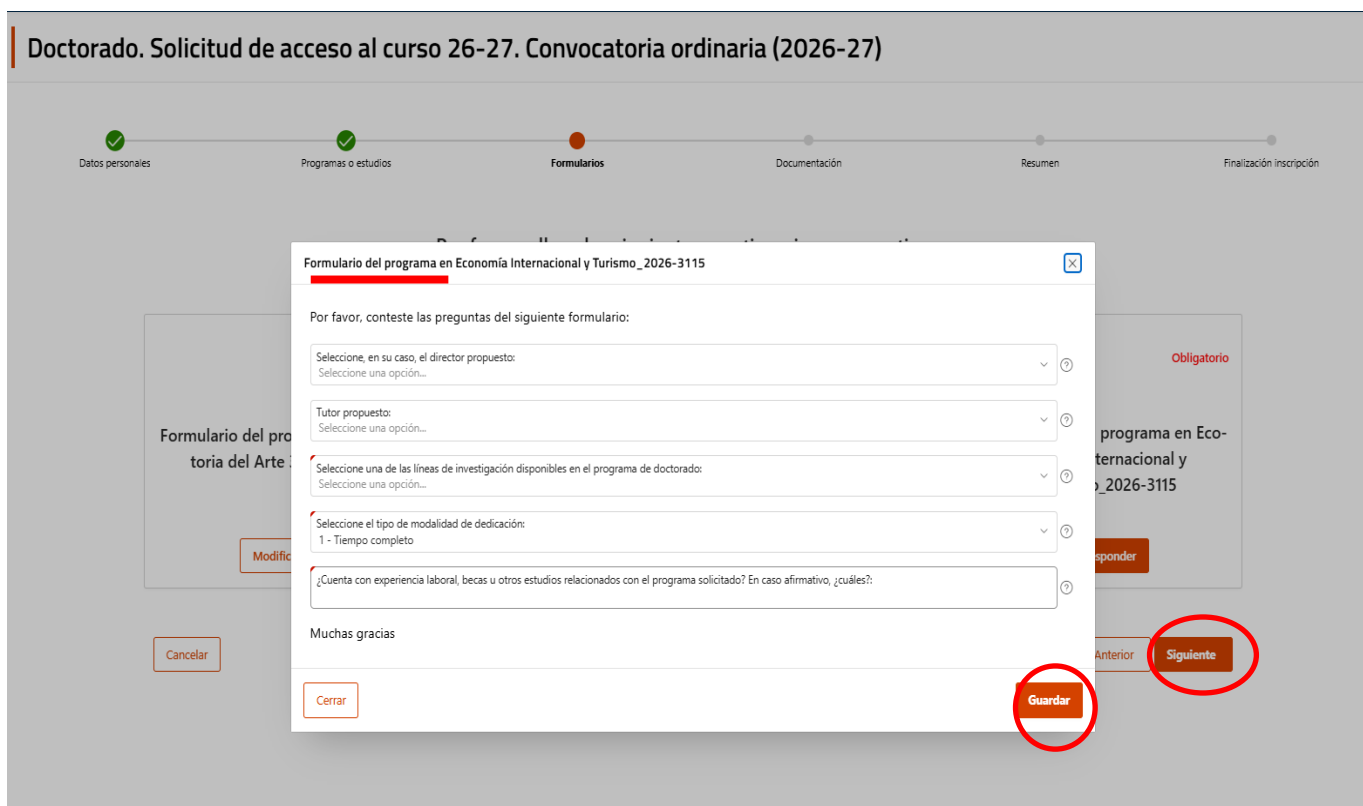 Doctorado. Solicitud de acceso al curso 26-27. Convocatoria ordinaria (2026-27)
Datos personales
Programas o estudios
Formularios
Documentación
Resumen
Finalización inscripción
Formulario del programa en Economía Internacional y Turismo_2026-3115
Por favor, conteste las preguntas del siguiente formulario:
Seleccione, en su caso, el director propuesto:
Seleccione una opción...
Tutor propuesto:
Seleccione una opción...
Seleccione una de las líneas de investigación disponibles en el programa de doctorado:
Seleccione una opción...
Seleccione el tipo de modalidad de dedicación:
1 - Tiempo completo
¿Cuenta con experiencia laboral, becas u otros estudios relacionados con el programa solicitado? En caso afirmativo, ¿cuáles?:
Muchas gracias
Cerrar
Guardar
Formulario del pro
toria del Arte
Modific
Obligatorio
programa en Eco-
ternacional y
_2026-3115
sponder
Cancelar
Anterior
Siguiente